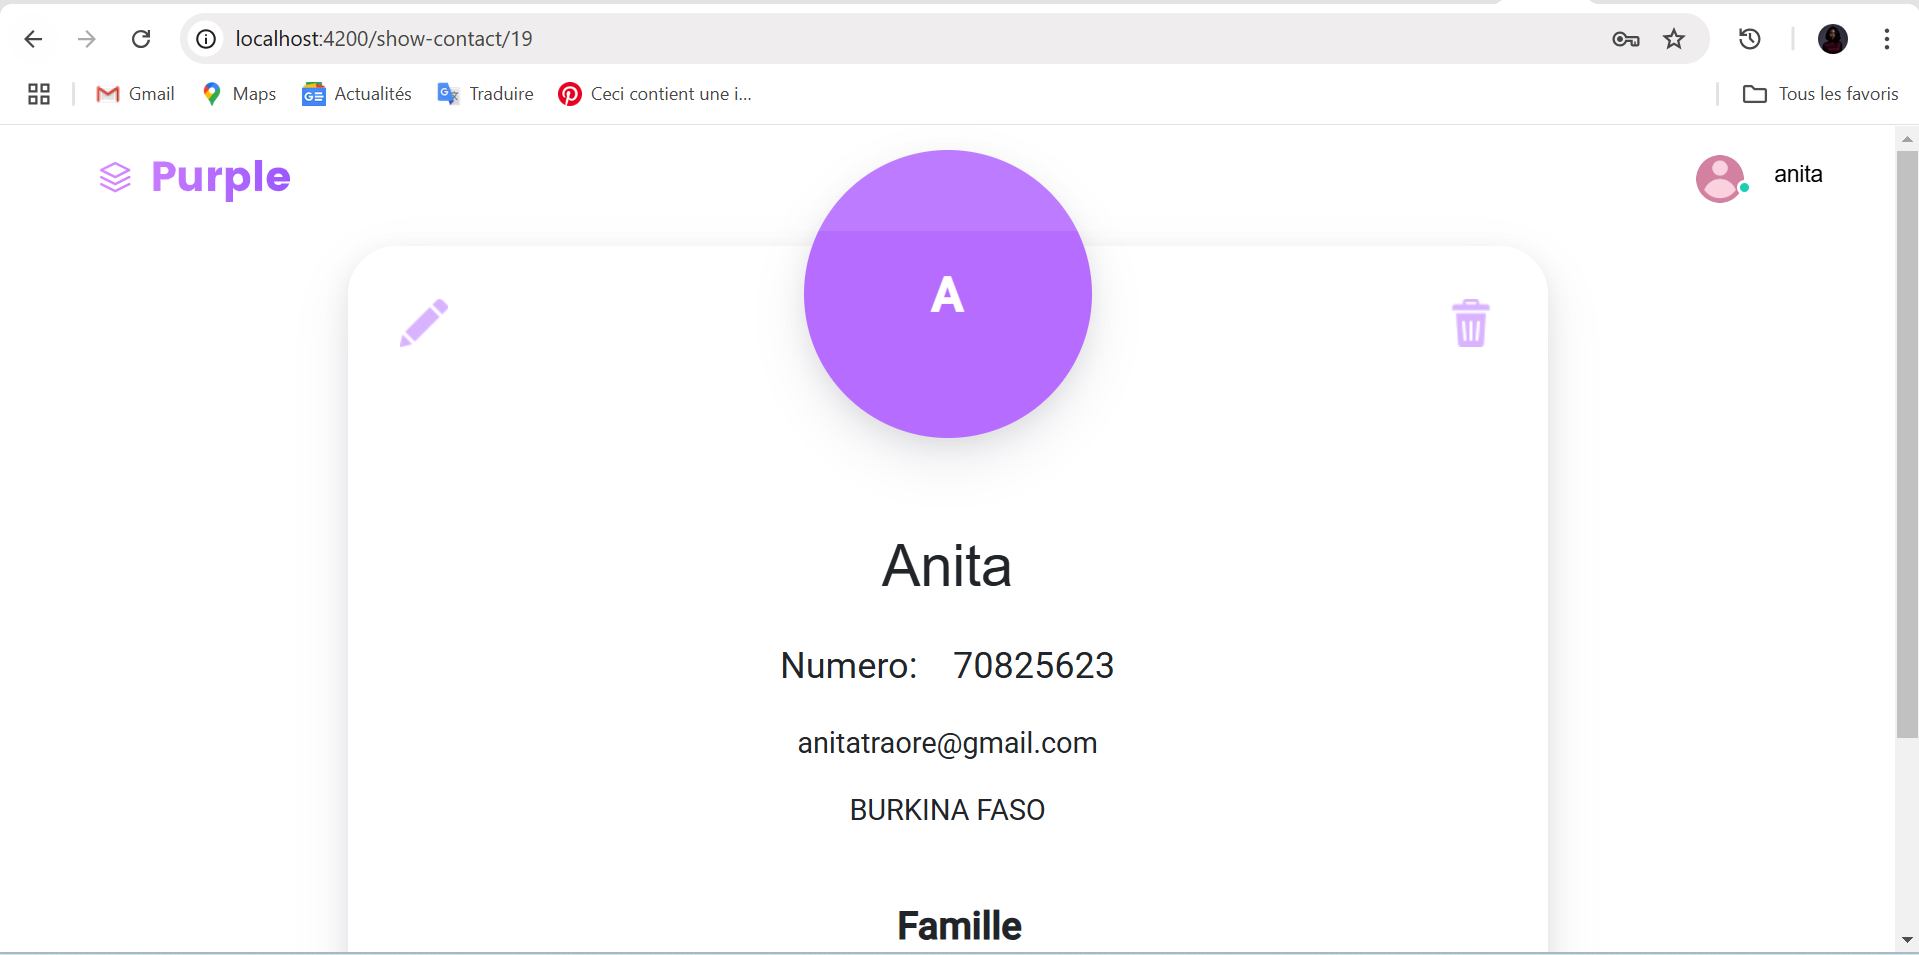 localhost:4200/show-contact/19
Gmail Maps Actualités Traduire Ceci contient une i... Tous les favoris
Purple
anita
A
Anita
Numero: 70825623
anitatraore@gmail.com
BURKINA FASO
Famille